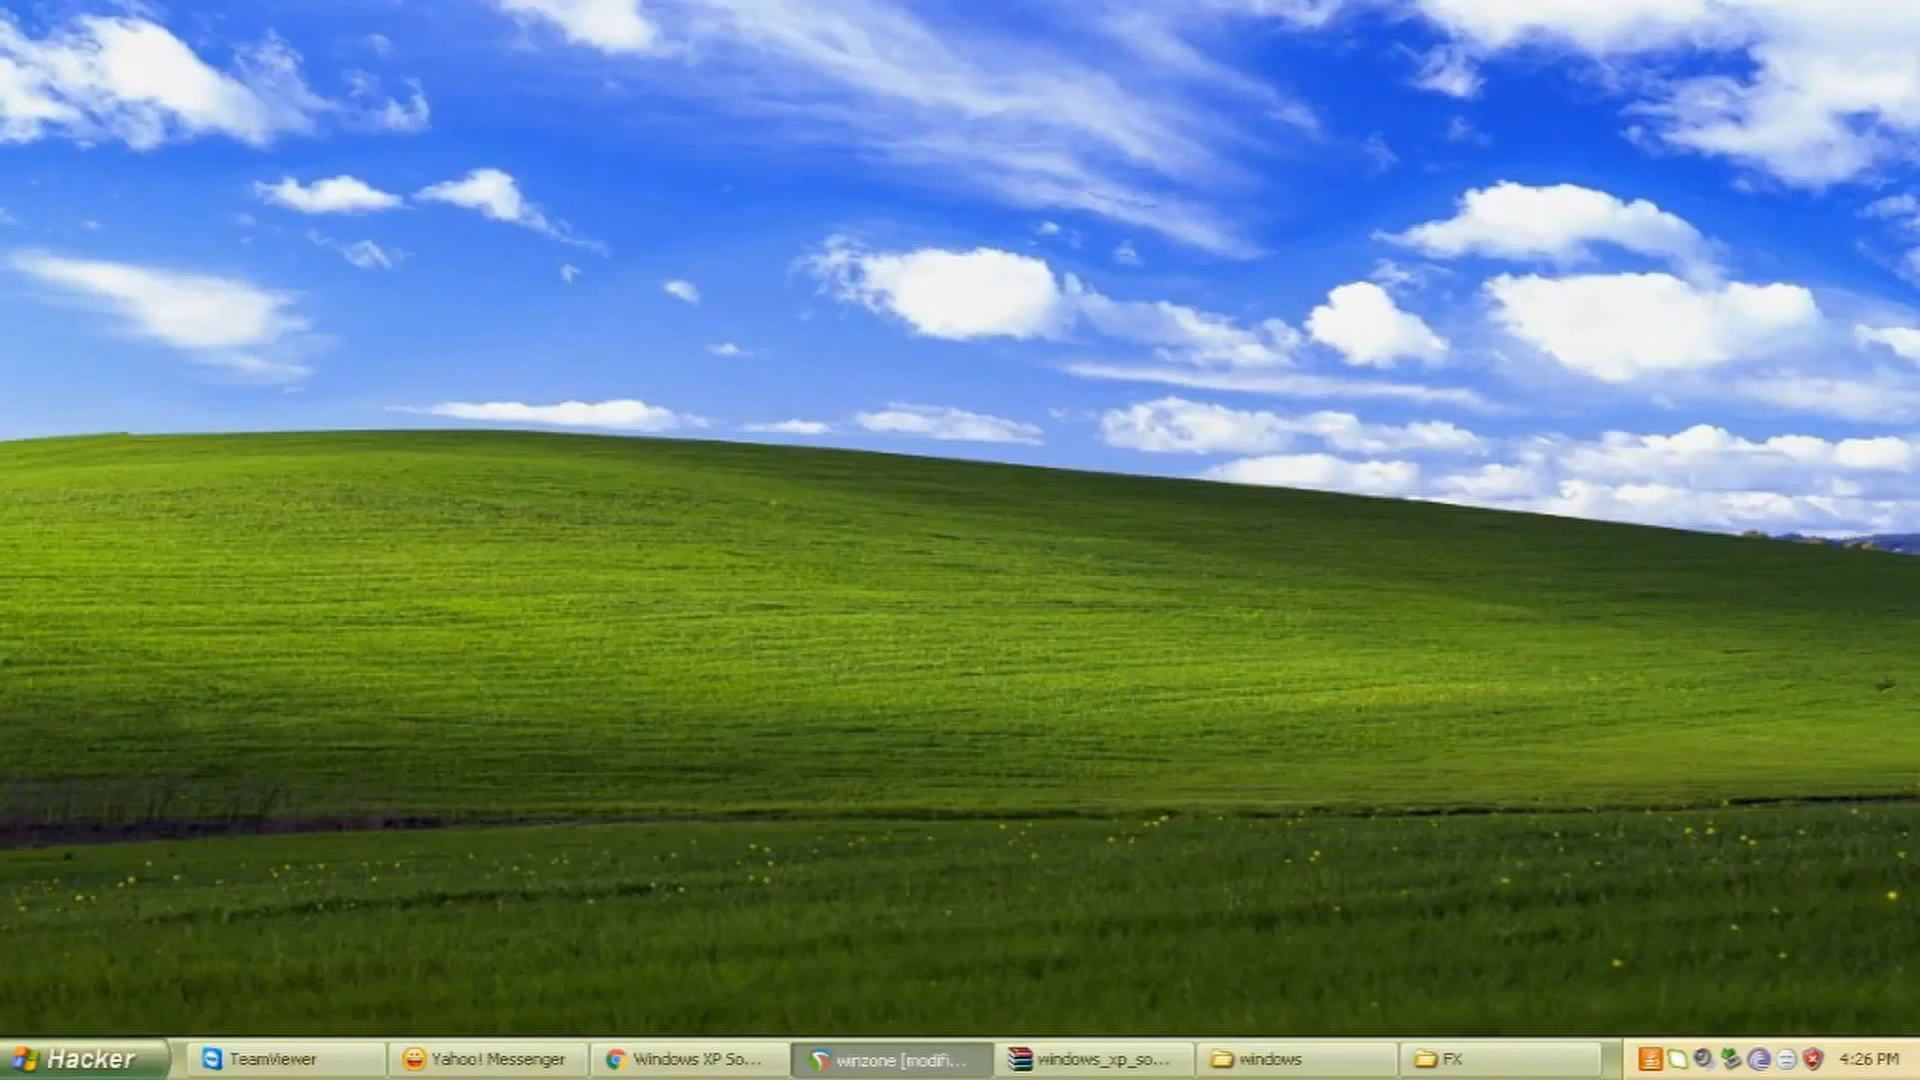 Hacker
TeamViewer
Yahoo! Messenger
Windows XP So...
winzone [modifi...
windows_xp_so...
windows
FX
4:26 PM